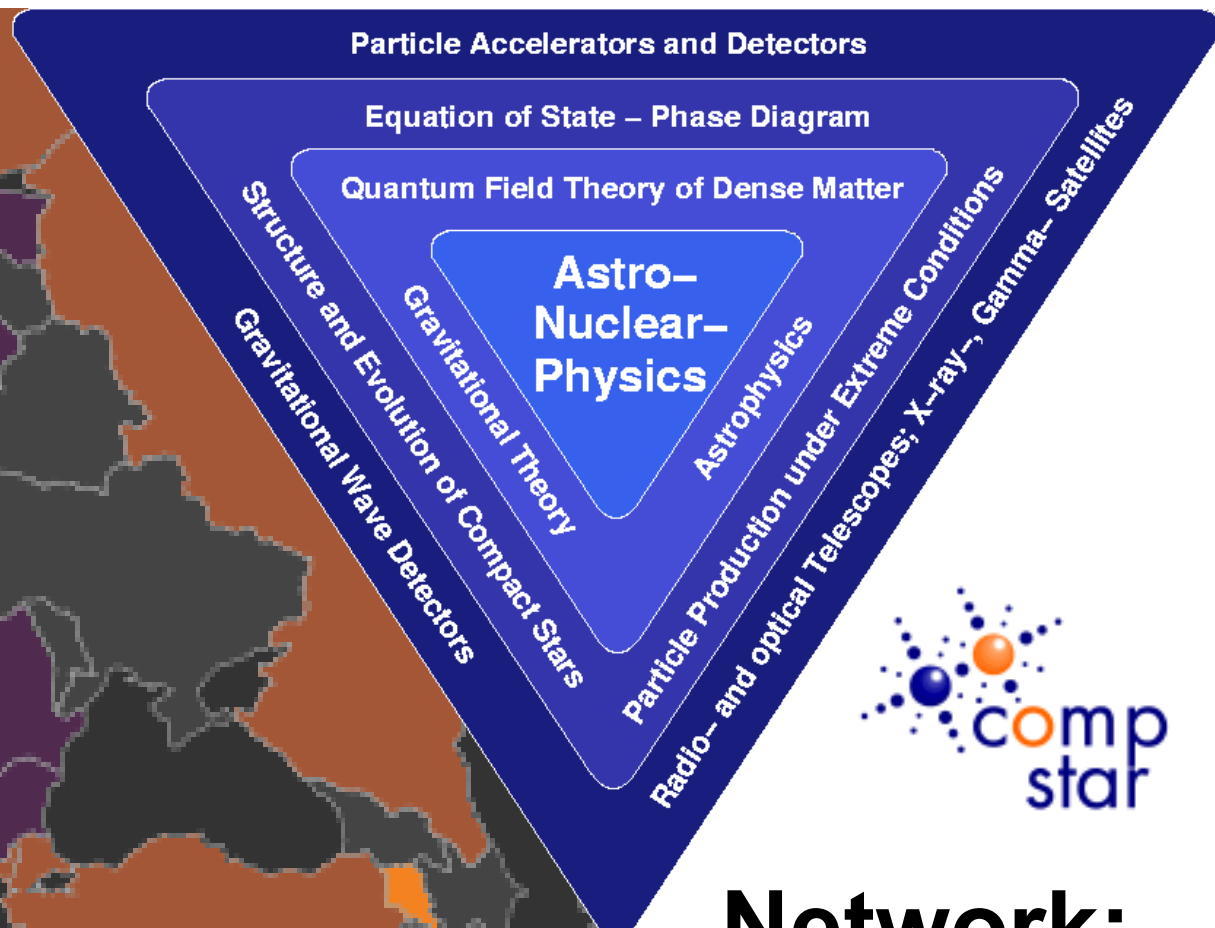 Particle Accelerators and Detectors
Equation of State – Phase Diagram
Quantum Field Theory of Dense Matter
Astro–
Nuclear–
Physics
Gravitational Theory
Astrophysics
Structure and Evolution of Compact Stars
Particle Production under Extreme Conditions
Gravitational Wave Detectors
Radio– and optical Telescopes; X–ray–, Gamma– Satellites
comp
star
Network: